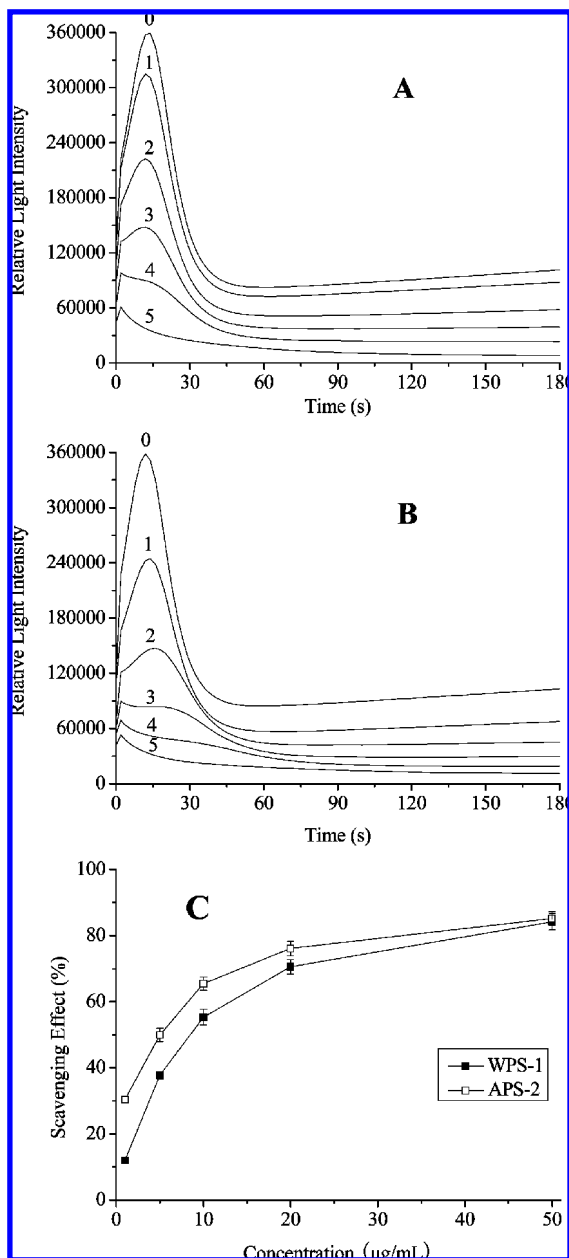 360000
300000
240000
180000
120000
60000
0
Relative Light Intensity
0
1
2
3
4
5
A
0 30 60 90 120 150 180
Time (s)
360000
300000
240000
180000
120000
60000
0
Relative Light Intensity
0
1
2
3
4
5
B
0 30 60 90 120 150 180
Time (s)
100
80
60
40
20
0
Scavenging Effect (%)
C
WPS-1
APS-2
0 10 20 30 40 50
Concentration (μg/mL)